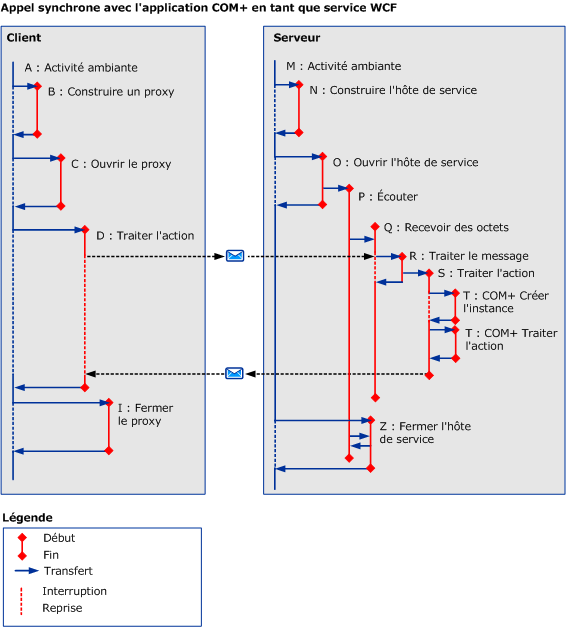 Appel synchrone avec l'application COM+ en tant que service WCF
Client
A : Activité ambiante
B : Construire un proxy
C : Ouvrir le proxy
D : Traiter l'action
I : Fermer
le proxy
Serveur
M : Activité ambiante
N : Construire l'hôte de service
O : Ouvrir l'hôte de service
P : Écouter
Q : Recevoir des octets
R : Traiter le message
S : Traiter l'action
T : COM+ Créer
l'instance
T : COM+ Traiter
l'action
Z : Fermer l'hôte
de service
Légende
Début
Fin
Transfert
Interruption
Reprise